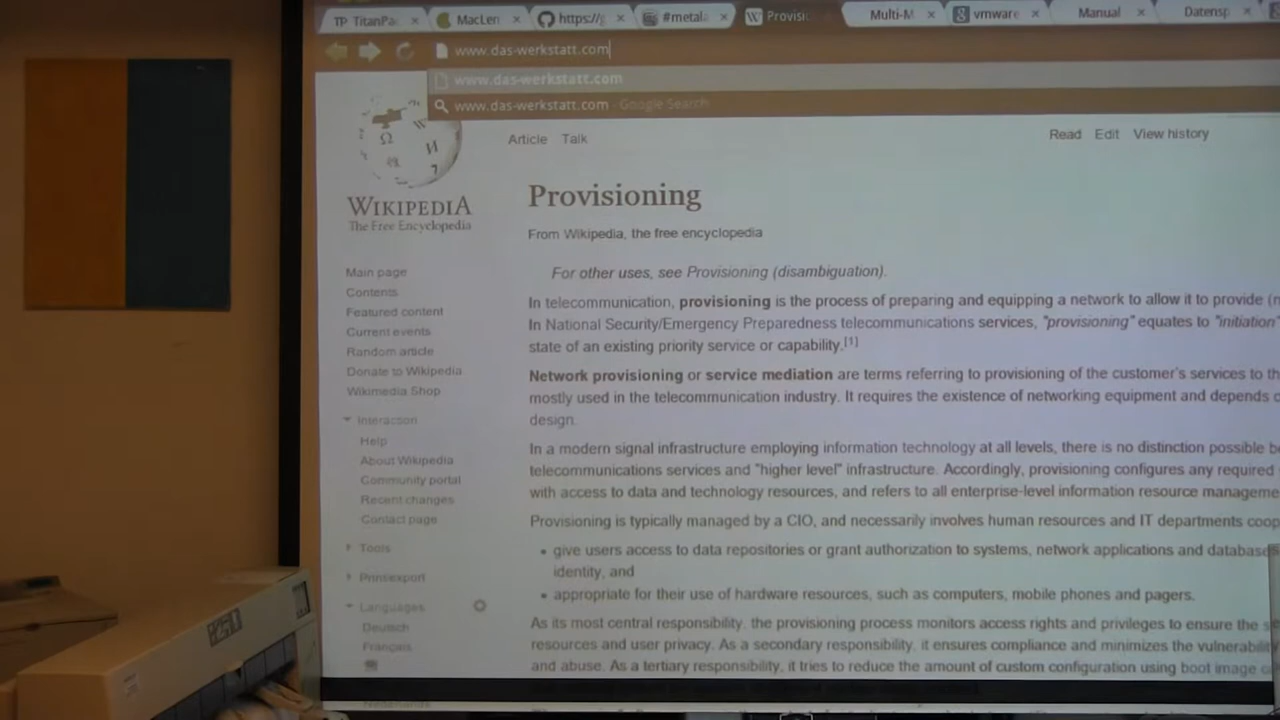 TP TitanPa
MacLen
https://g
#metal
Provisi
Multi-M
vmware
Manual
Datensp
www.das-werkstatt.com
www.das-werkstatt.com
www.das-werkstatt.com - Google Search
Article Talk
Read Edit View history
WIKIPEDIA
The Free Encyclopedia
Main page
Contents
Featured content
Current events
Random article
Donate to Wikipedia
Wikimedia Shop
Interaction
Help
About Wikipedia
Community portal
Recent changes
Contact page
Tools
Print/export
Languages
Deutsch
Français
Nederlands
Provisioning
From Wikipedia, the free encyclopedia
For other uses, see Provisioning (disambiguation).
In telecommunication, provisioning is the process of preparing and equipping a network to allow it to provide (n
In National Security/Emergency Preparedness telecommunications services, "provisioning" equates to "initiation"
state of an existing priority service or capability.[1]
Network provisioning or service mediation are terms referring to provisioning of the customer's services to th
mostly used in the telecommunication industry. It requires the existence of networking equipment and depends o
design.
In a modern signal infrastructure employing information technology at all levels, there is no distinction possible be
telecommunications services and "higher level" infrastructure. Accordingly, provisioning configures any required
with access to data and technology resources, and refers to all enterprise-level information resource manageme
Provisioning is typically managed by a CIO, and necessarily involves human resources and IT departments coop
• give users access to data repositories or grant authorization to systems, network applications and database
identity, and
• appropriate for their use of hardware resources, such as computers, mobile phones and pagers.
As its most central responsibility, the provisioning process monitors access rights and privileges to ensure the se
resources and user privacy. As a secondary responsibility, it ensures compliance and minimizes the vulnerability
and abuse. As a tertiary responsibility, it tries to reduce the amount of custom configuration using boot image c